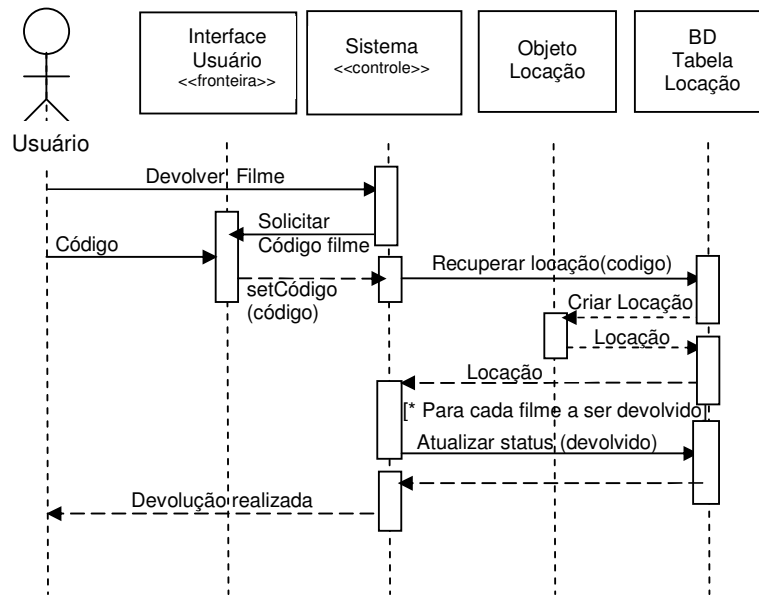 Usuário
Interface
Usuário
<<fronteira>>
Sistema
<<controle>>
Objeto
Locação
BD
Tabela
Locação
Devolver Filme
Solicitar
Código filme
Código
setCódigo
(código)
Recuperar locação(codigo)
Criar Locação
Locação
Locação
[* Para cada filme a ser devolvido]
Atualizar status (devolvido)
Devolução realizada